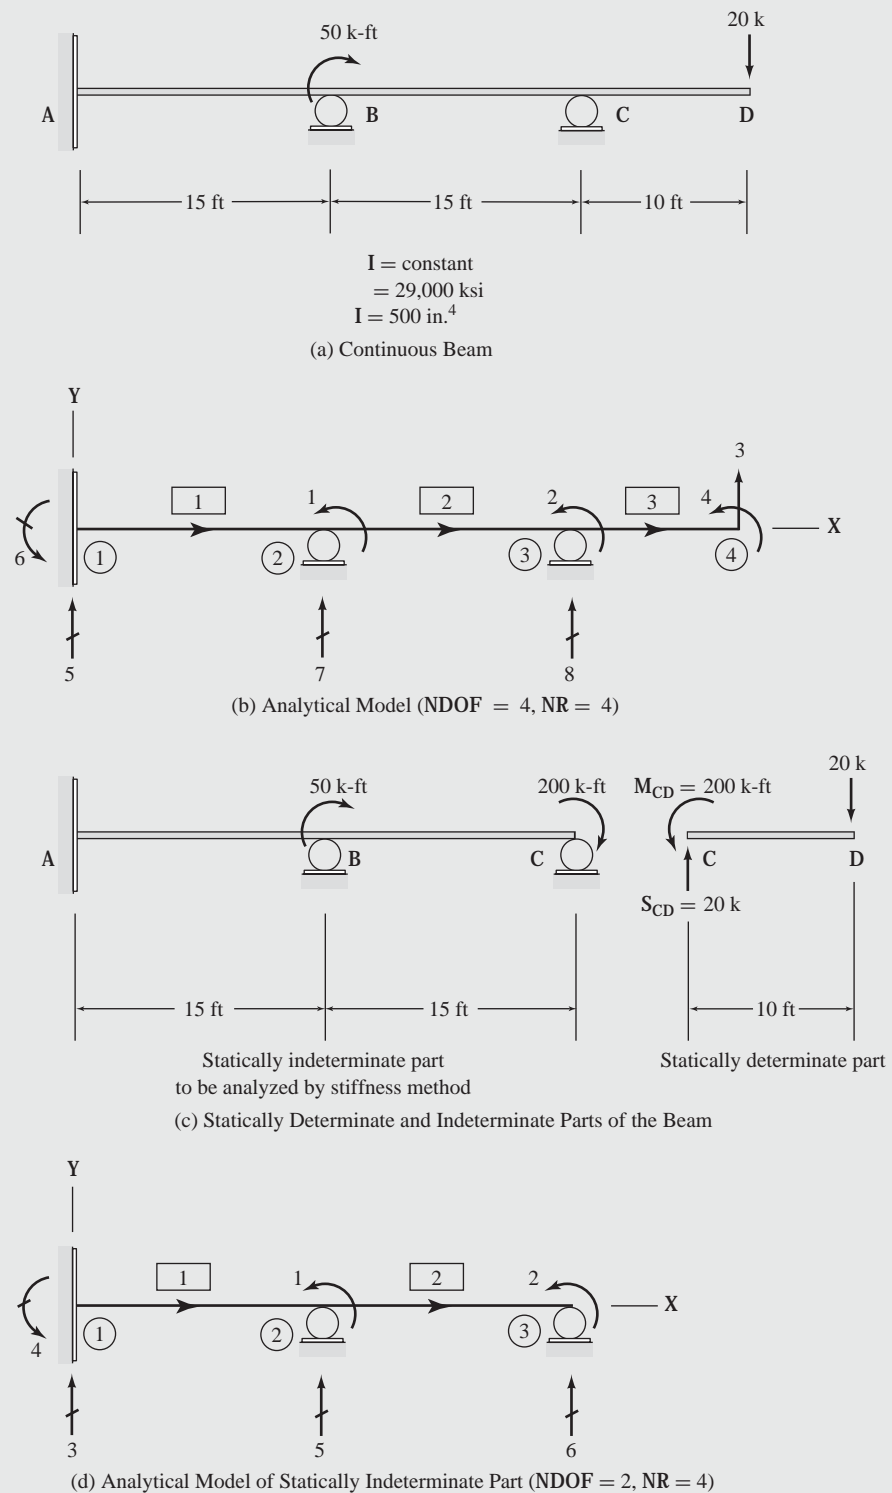 20 k
50 k-ft
A
B
C
D
15 ft
15 ft
10 ft
I = constant
= 29,000 ksi
I = 500 in.⁴
(a) Continuous Beam
Y
3
1
1
2
2
3
4
X
6
1
2
3
4
5
7
8
(b) Analytical Model (NDOF = 4, NR = 4)
20 k
50 k-ft
200 k-ft
M_CD = 200 k-ft
A
B
C
C
D
S_CD = 20 k
15 ft
15 ft
10 ft
Statically indeterminate part
to be analyzed by stiffness method
Statically determinate part
(c) Statically Determinate and Indeterminate Parts of the Beam
Y
1
1
2
2
X
4
1
2
3
3
5
6
(d) Analytical Model of Statically Indeterminate Part (NDOF = 2, NR = 4)